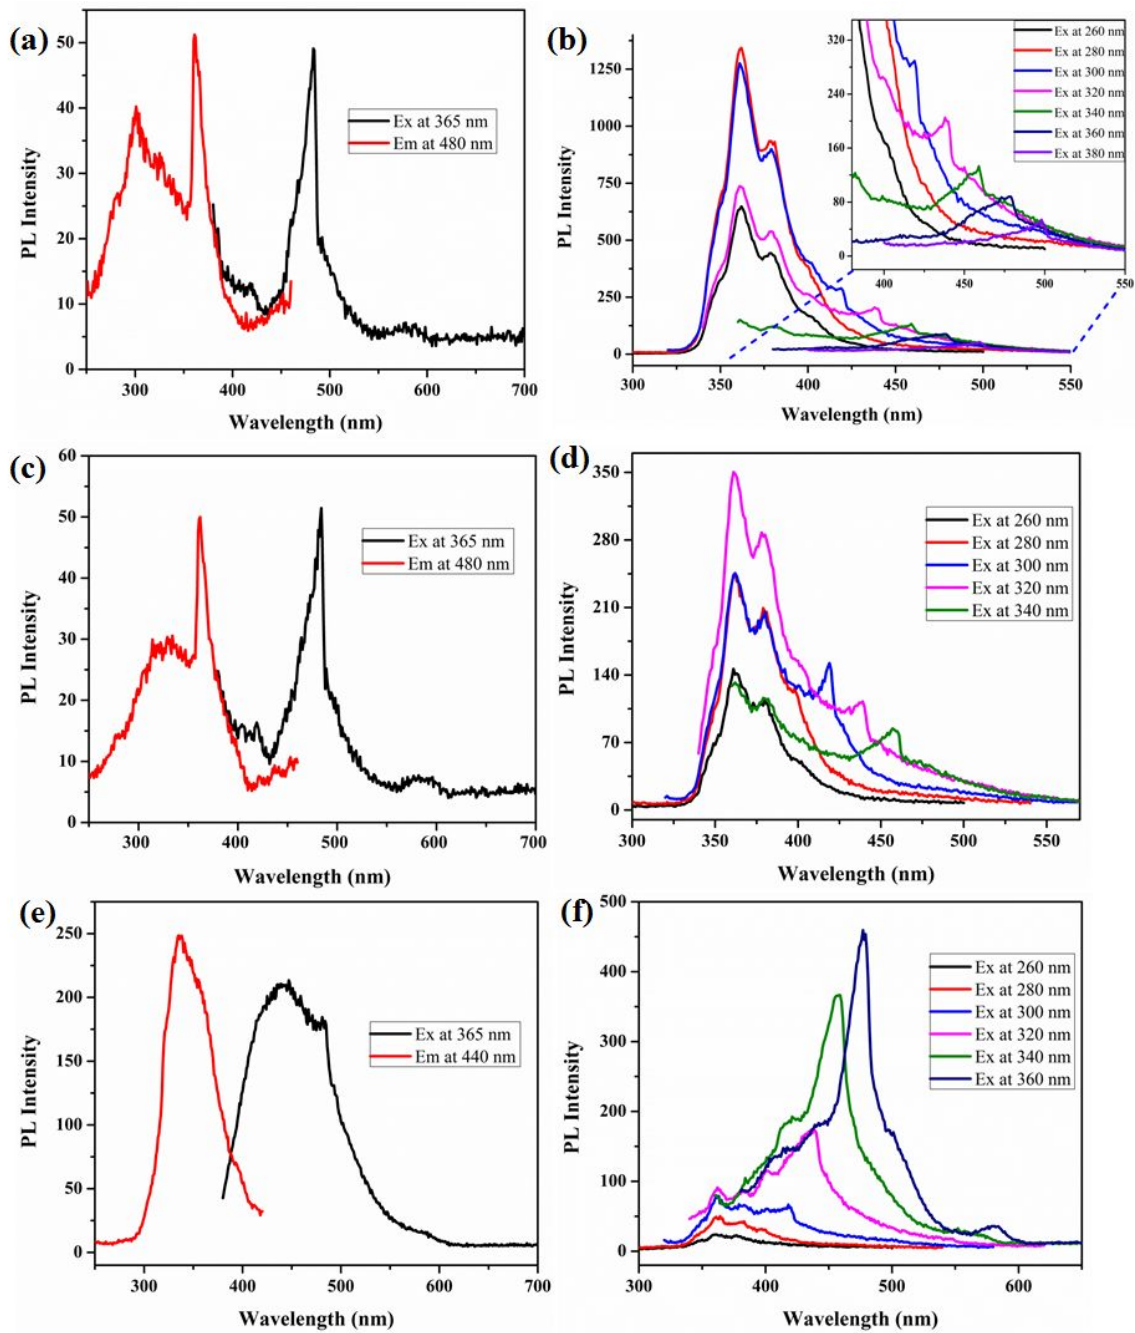 (a)
50
40
30
20
10
0
PL Intensity
300 400 500 600 700
Wavelength (nm)
Ex at 365 nm
Em at 480 nm
(b)
1250
1000
750
500
250
0
PL Intensity
300 350 400 450 500 550
Wavelength (nm)
320
240
160
80
0
400 450 500 550
Ex at 260 nm
Ex at 280 nm
Ex at 300 nm
Ex at 320 nm
Ex at 340 nm
Ex at 360 nm
Ex at 380 nm
(c)
60
50
40
30
20
10
0
PL Intensity
300 400 500 600 700
Wavelength (nm)
Ex at 365 nm
Em at 480 nm
(d)
350
280
210
140
70
0
PL Intensity
300 350 400 450 500 550
Wavelength (nm)
Ex at 260 nm
Ex at 280 nm
Ex at 300 nm
Ex at 320 nm
Ex at 340 nm
(e)
250
200
150
100
50
0
PL Intensity
300 400 500 600 700
Wavelength (nm)
Ex at 365 nm
Em at 440 nm
(f)
500
400
300
200
100
0
PL Intensity
300 400 500 600
Wavelength (nm)
Ex at 260 nm
Ex at 280 nm
Ex at 300 nm
Ex at 320 nm
Ex at 340 nm
Ex at 360 nm